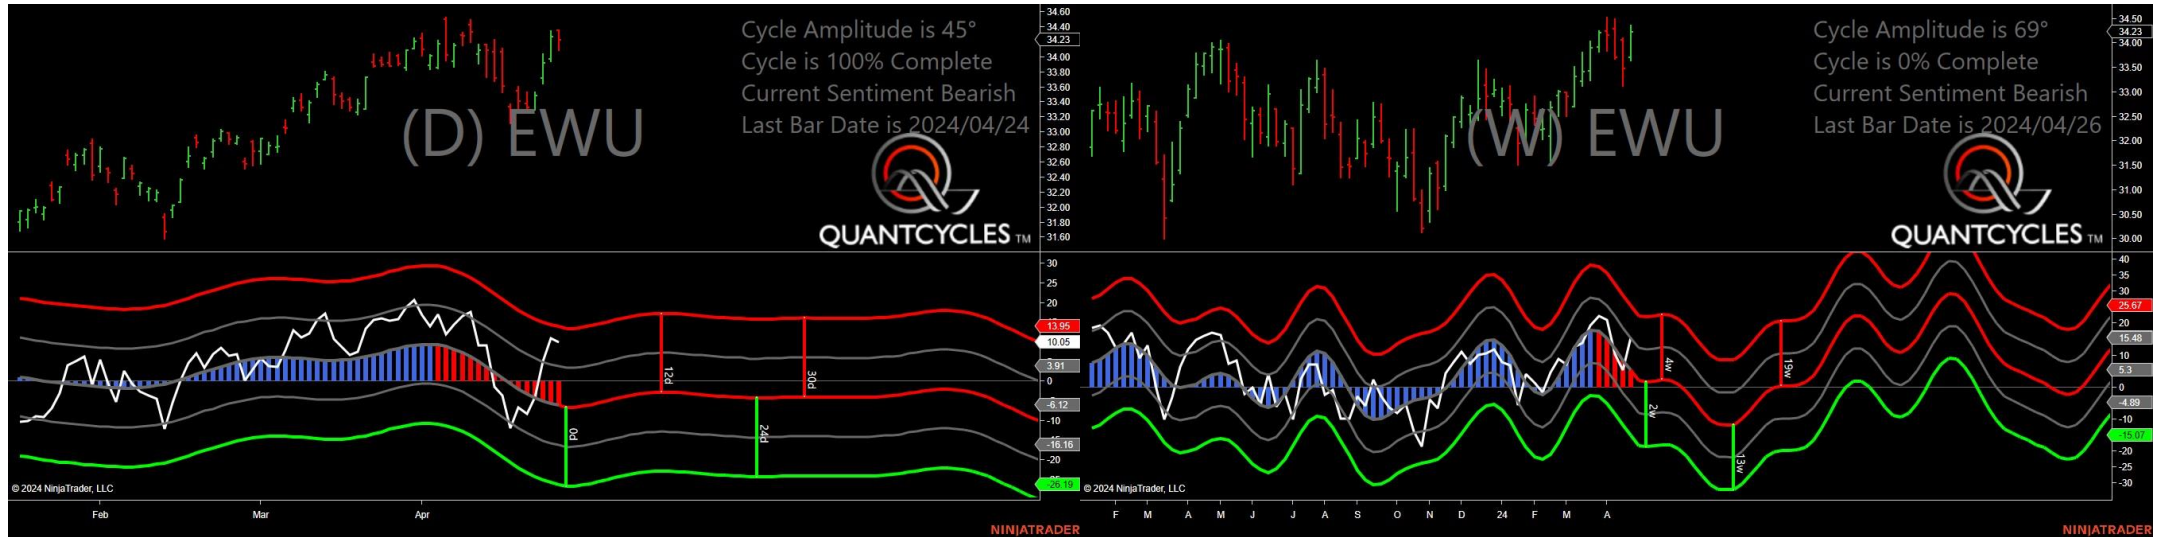 Cycle Amplitude is 45°
Cycle is 100% Complete
Current Sentiment Bearish
Last Bar Date is 2024/04/24
(D) EWU
QUANTCYCLES TM
34.60
34.40
34.23
34.00
33.80
33.60
33.40
33.20
33.00
32.80
32.60
32.40
32.20
32.00
31.80
31.60
30
25
20
13.95
10.05
3.91
0
-6.12
-10
-16.16
-20
-26.19
12d
30d
0d
24d
© 2024 NinjaTrader, LLC
Feb Mar Apr
NINJATRADER
Cycle Amplitude is 69°
Cycle is 0% Complete
Current Sentiment Bearish
Last Bar Date is 2024/04/26
(W) EWU
QUANTCYCLES TM
34.50
34.23
34.00
33.50
33.00
32.50
32.00
31.50
31.00
30.50
30.00
40
35
30
25.67
20
15.48
10
5.3
0
-4.89
-10
-15.07
-20
-25
-30
4w
19w
2w
13w
© 2024 NinjaTrader, LLC
F M A M J J A S O N D 24 F M A
NINJATRADER